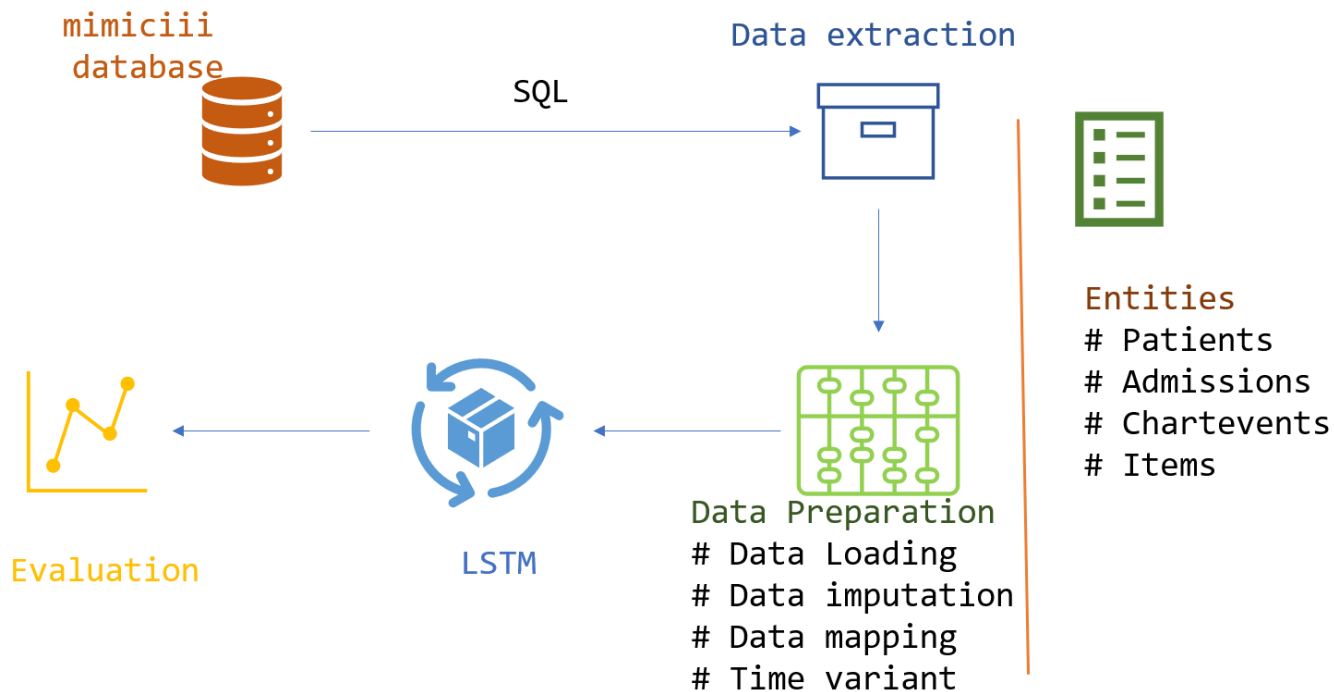 mimiciii
database
SQL
Data extraction
Entities
# Patients
# Admissions
# Chartevents
# Items
Data Preparation
# Data Loading
# Data imputation
# Data mapping
# Time variant
LSTM
Evaluation